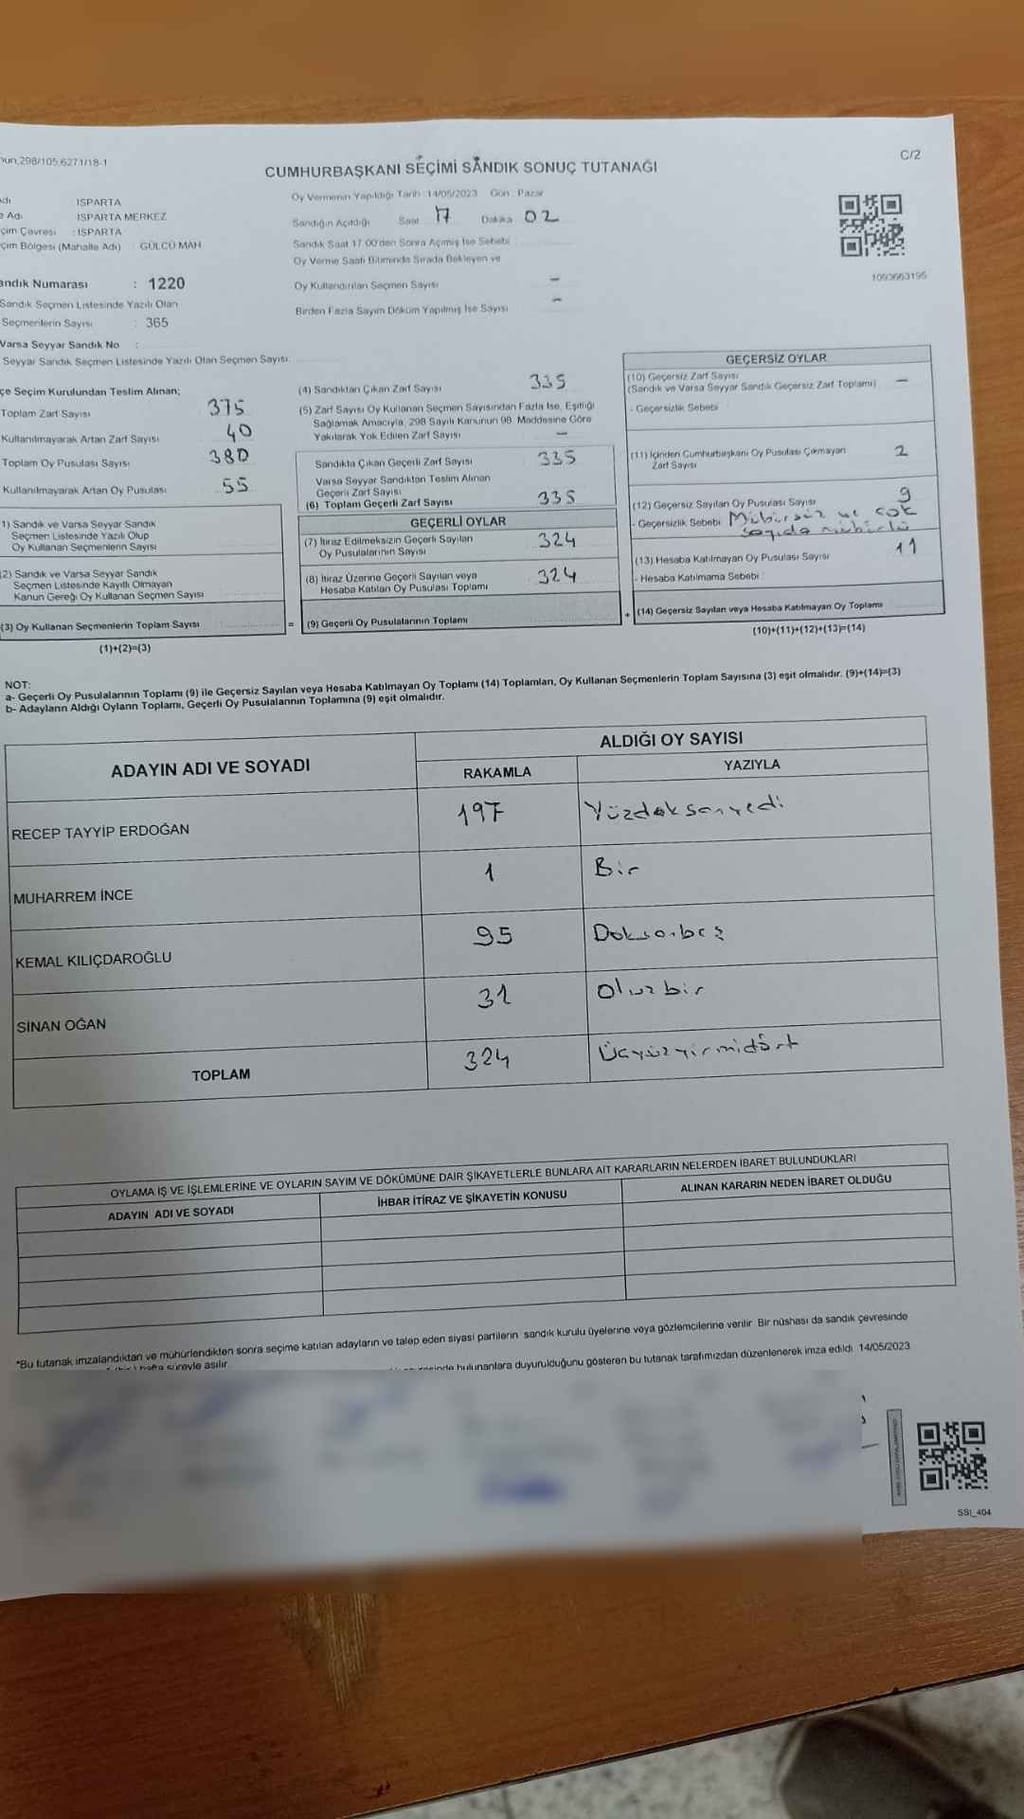 298/105,6271/18-1
C/2
CUMHURBAŞKANI SEÇİMİ SANDIK SONUÇ TUTANAĞI
Oy Vermenin Yapıldığı Tarih : 14/05/2023 Gün : Pazar
ISPARTA
ISPARTA MERKEZ
: ISPARTA
(Mahalle Adı) : GÜLCÜ MAH
Sandığın Açıldığı Saat 17 Dakika 02
Sandık Saat 17.00'den Sonra Açımış İse Sebebi
Oy Verme Saati Bitiminde Sırada Bekleyen ve
Oy Kullandırılan Seçmen Sayısı –
Birden Fazla Sayım Döküm Yapılmış İse Sayısı –
1093663195
Numarası : 1220
Sandık Seçmen Listesinde Yazılı Olan
Seçmenlerin Sayısı : 365
Varsa Seyyar Sandık No :
Seyyar Sandık Seçmen Listesinde Yazılı Olan Seçmen Sayısı:
Seçim Kurulundan Teslim Alınan;
Toplam Zarf Sayısı 375
Kullanılmayarak Artan Zarf Sayısı 40
Toplam Oy Pusulası Sayısı 380
Kullanılmayarak Artan Oy Pusulası 55
1) Sandık ve Varsa Seyyar Sandık
Seçmen Listesinde Yazılı Olup
Oy Kullanan Seçmenlerin Sayısı
2) Sandık ve Varsa Seyyar Sandık
Seçmen Listesinde Kayıtlı Olmayan
Kanun Gereği Oy Kullanan Seçmen Sayısı
(3) Oy Kullanan Seçmenlerin Toplam Sayısı
(1)+(2)=(3)
(4) Sandıktan Çıkan Zarf Sayısı 335
(5) Zarf Sayısı Oy Kullanan Seçmen Sayısından Fazla İse, Eşitliği
Sağlamak Amacıyla, 298 Sayılı Kanunun 98. Maddesine Göre
Yakılarak Yok Edilen Zarf Sayısı –
Sandıkta Çıkan Geçerli Zarf Sayısı 335
Varsa Seyyar Sandıktan Teslim Alınan
Geçerli Zarf Sayısı
(6) Toplam Geçerli Zarf Sayısı 335
GEÇERLİ OYLAR
(7) İtiraz Edilmeksizin Geçerli Sayılan
Oy Pusulalarının Sayısı 324
(8) İtiraz Üzerine Geçerli Sayılan veya
Hesaba Katılan Oy Pusulası Toplamı 324
= (9) Geçerli Oy Pusulalarının Toplamı
GEÇERSİZ OYLAR
(10) Geçersiz Zarf Sayısı
(Sandık ve Varsa Seyyar Sandık Geçersiz Zarf Toplamı) –
- Geçersizlik Sebebi
(11) İçinden Cumhurbaşkanı Oy Pusulası Çıkmayan
Zarf Sayısı 2
(12) Geçersiz Sayılan Oy Pusulası Sayısı 9
- Geçersizlik Sebebi Mühürsüz ve çok
sayıda mühürlü
(13) Hesaba Katılmayan Oy Pusulası Sayısı 11
- Hesaba Katılmama Sebebi :
+ (14) Geçersiz Sayılan veya Hesaba Katılmayan Oy Toplamı
(10)+(11)+(12)+(13)=(14)
NOT:
a- Geçerli Oy Pusulalarının Toplamı (9) ile Geçersiz Sayılan veya Hesaba Katılmayan Oy Toplamı (14) Toplamları, Oy Kullanan Seçmenlerin Toplam Sayısına (3) eşit olmalıdır. (9)+(14)=(3)
b- Adayların Aldığı Oyların Toplamı, Geçerli Oy Pusulalarının Toplamına (9) eşit olmalıdır.
ADAYIN ADI VE SOYADI
ALDIĞI OY SAYISI
RAKAMLA YAZIYLA
RECEP TAYYİP ERDOĞAN 197 Yüzdoksanyedi
MUHARREM İNCE 1 Bir
KEMAL KILIÇDAROĞLU 95 Doksanbeş
SİNAN OĞAN 31 Otuzbir
TOPLAM 324 Üçyüzyirmidört
OYLAMA İŞ VE İŞLEMLERİNE VE OYLARIN SAYIM VE DÖKÜMÜNE DAİR ŞİKAYETLERLE BUNLARA AİT KARARLARIN NELERDEN İBARET BULUNDUKLARI
ADAYIN ADI VE SOYADI İHBAR İTİRAZ VE ŞİKAYETİN KONUSU ALINAN KARARIN NEDEN İBARET OLDUĞU
*Bu tutanak imzalandıktan ve mühürlendikten sonra seçime katılan adayların ve talep eden siyasi partilerin sandık kurulu üyelerine veya gözlemcilerine verilir. Bir nüshası da sandık çevresinde
hafta süreyle asılır.
bulunanlara duyurulduğunu gösteren bu tutanak tarafımızdan düzenlenerek imza edildi. 14/05/2023
SSI_404